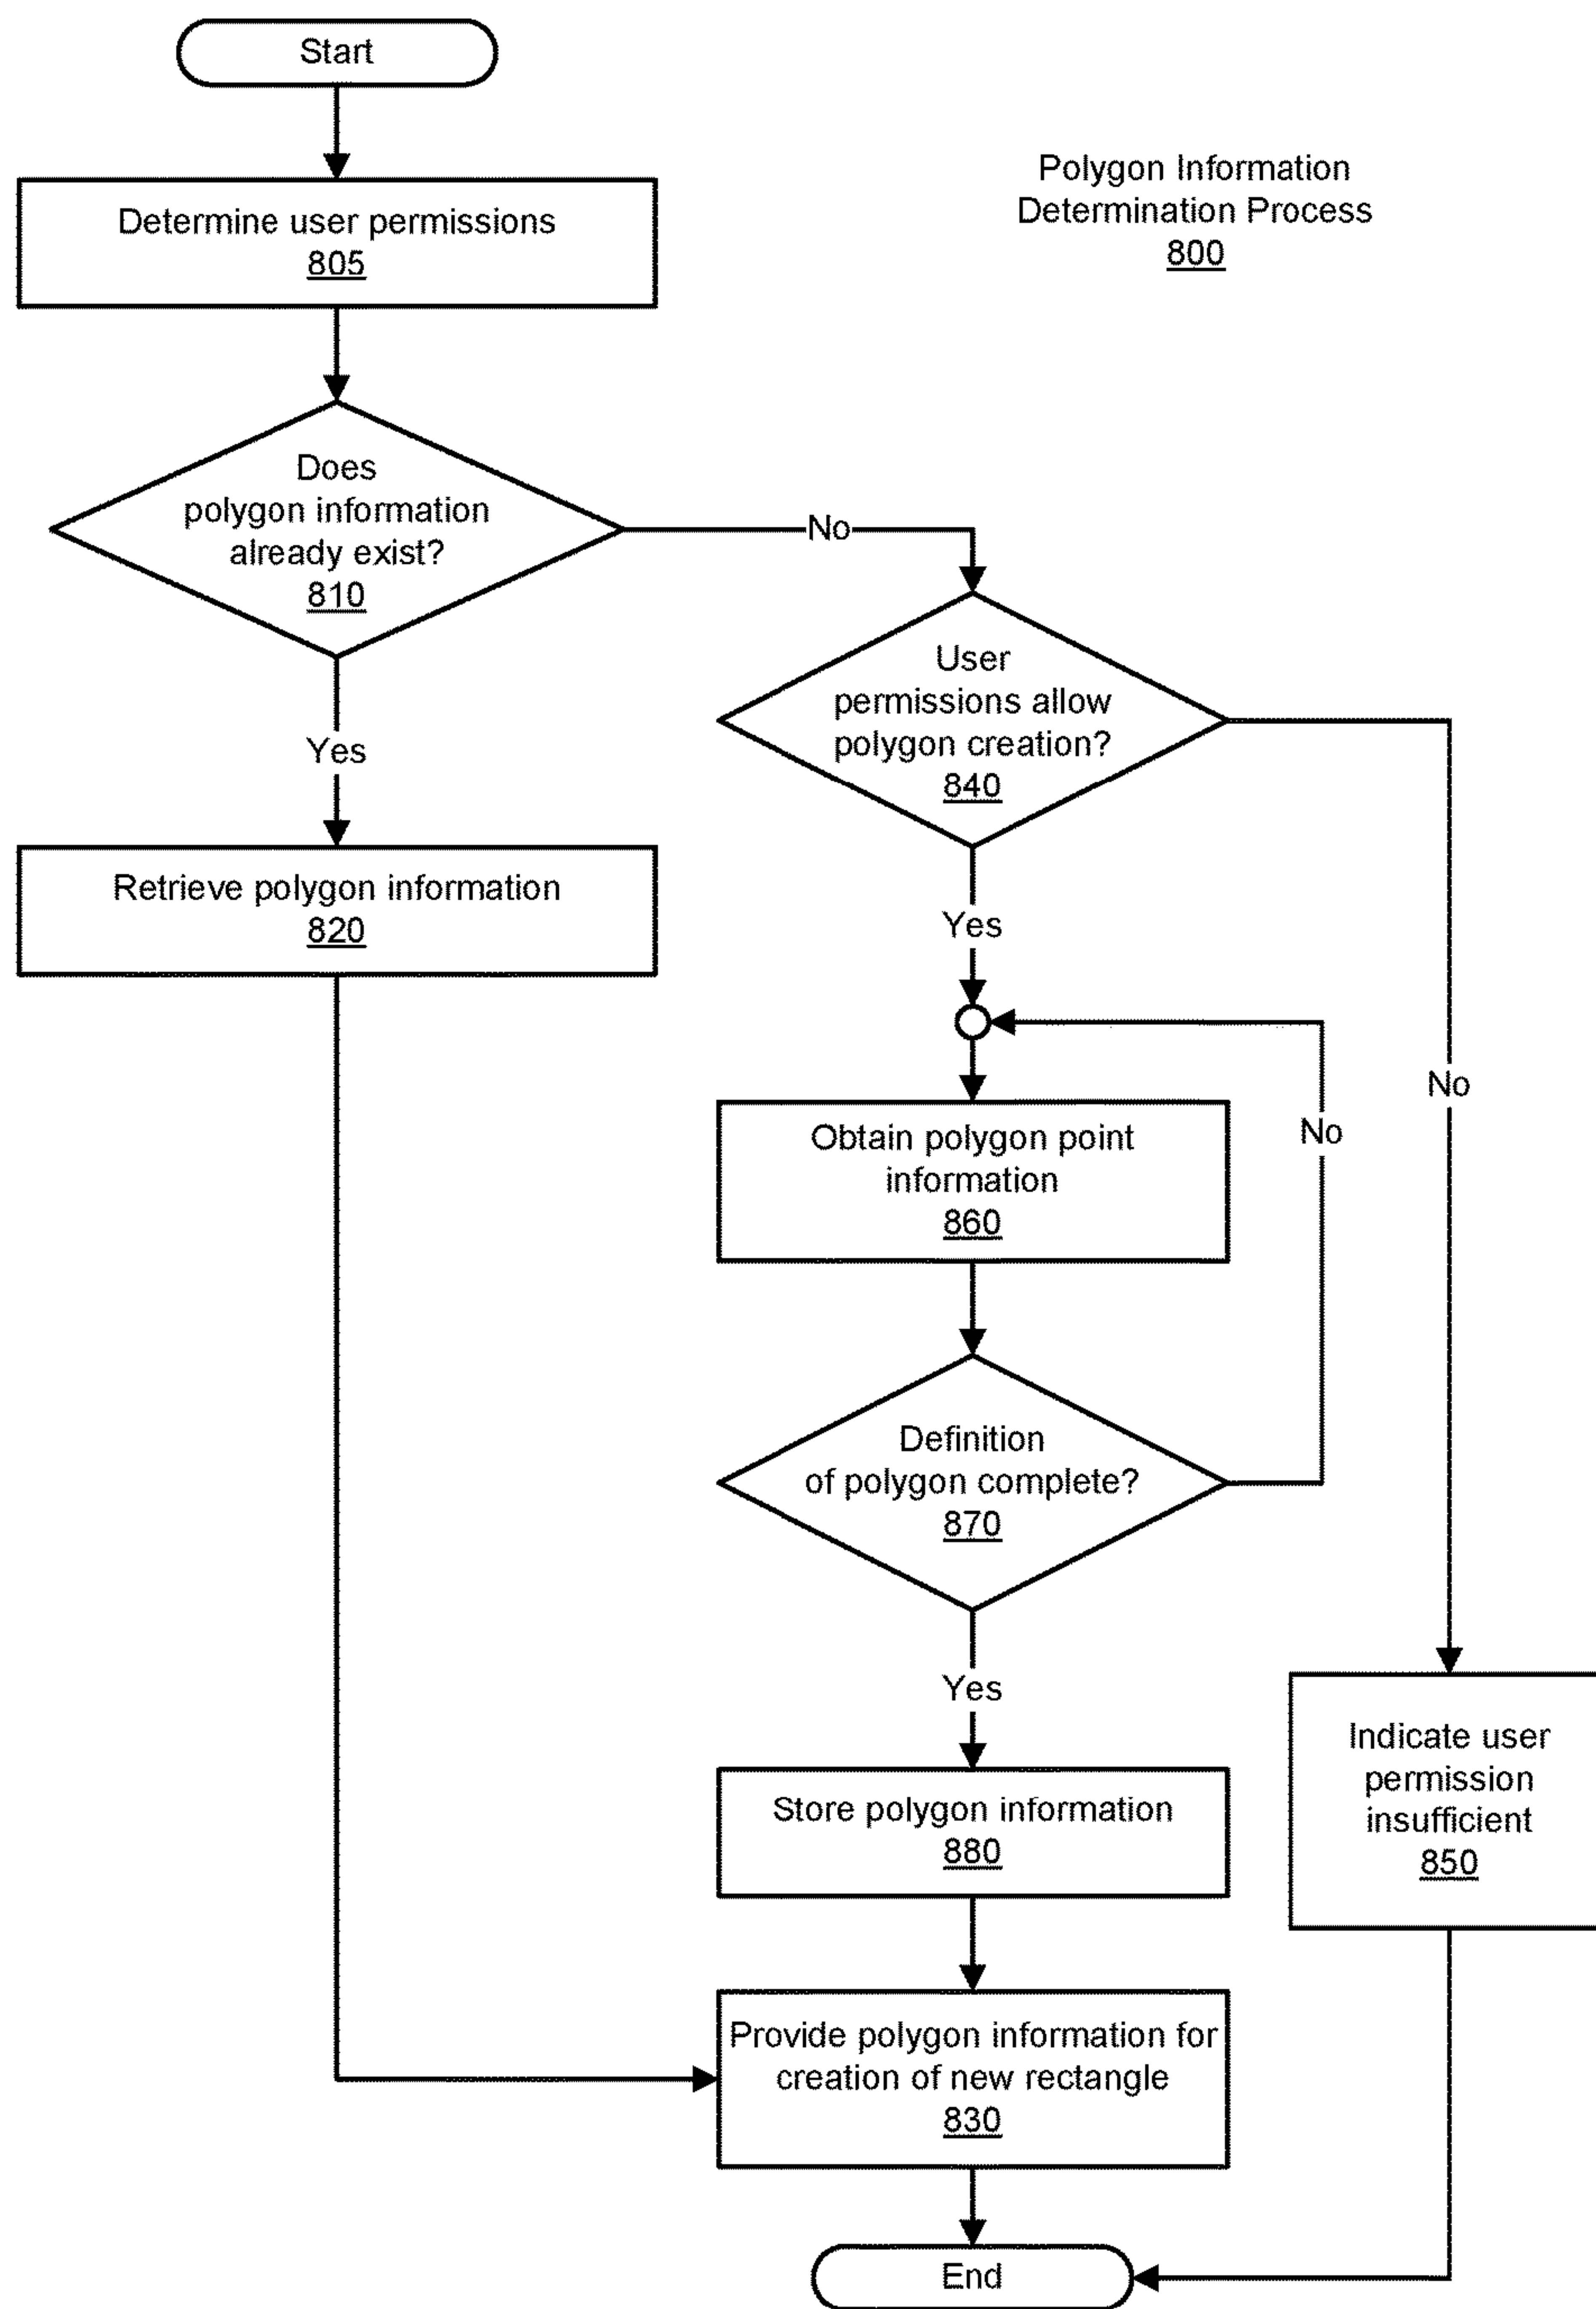 Start
Polygon Information
Determination Process
800
Determine user permissions
805
Does
polygon information
already exist?
810
No
User
permissions allow
polygon creation?
840
Yes
Retrieve polygon information
820
Yes
No
No
Obtain polygon point
information
860
Definition
of polygon complete?
870
Yes
Indicate user
permission
insufficient
850
Store polygon information
880
Provide polygon information for
creation of new rectangle
830
End